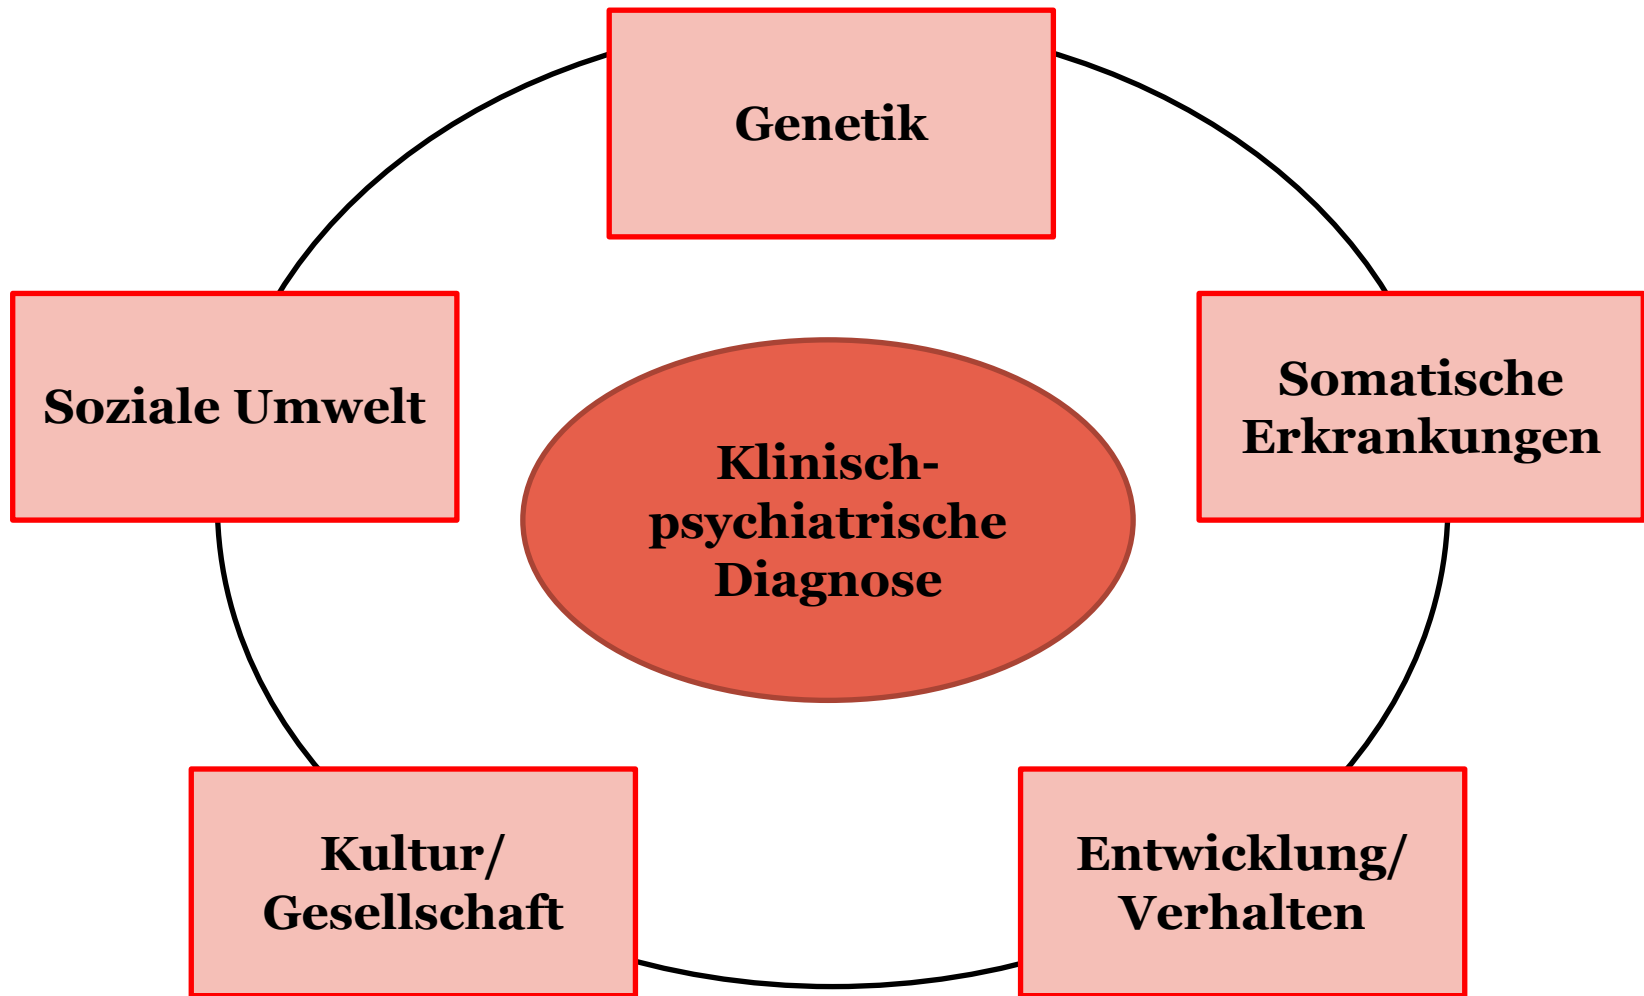 Genetik
Soziale Umwelt
Somatische
Erkrankungen
Klinisch-
psychiatrische
Diagnose
Kultur/
Gesellschaft
Entwicklung/
Verhalten